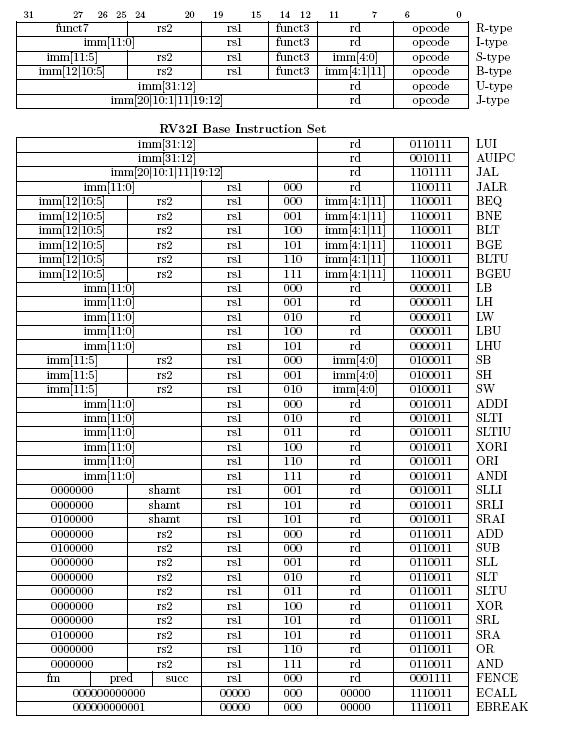 31 27 26 25 24 20 19 15 14 12 11 7 6 0
funct7 rs2 rs1 funct3 rd opcode R-type
imm[11:0] rs1 funct3 rd opcode I-type
imm[11:5] rs2 rs1 funct3 imm[4:0] opcode S-type
imm[12|10:5] rs2 rs1 funct3 imm[4:1|11] opcode B-type
imm[31:12] rd opcode U-type
imm[20|10:1|11|19:12] rd opcode J-type
RV32I Base Instruction Set
imm[31:12] rd 0110111 LUI
imm[31:12] rd 0010111 AUIPC
imm[20|10:1|11|19:12] rd 1101111 JAL
imm[11:0] rs1 000 rd 1100111 JALR
imm[12|10:5] rs2 rs1 000 imm[4:1|11] 1100011 BEQ
imm[12|10:5] rs2 rs1 001 imm[4:1|11] 1100011 BNE
imm[12|10:5] rs2 rs1 100 imm[4:1|11] 1100011 BLT
imm[12|10:5] rs2 rs1 101 imm[4:1|11] 1100011 BGE
imm[12|10:5] rs2 rs1 110 imm[4:1|11] 1100011 BLTU
imm[12|10:5] rs2 rs1 111 imm[4:1|11] 1100011 BGEU
imm[11:0] rs1 000 rd 0000011 LB
imm[11:0] rs1 001 rd 0000011 LH
imm[11:0] rs1 010 rd 0000011 LW
imm[11:0] rs1 100 rd 0000011 LBU
imm[11:0] rs1 101 rd 0000011 LHU
imm[11:5] rs2 rs1 000 imm[4:0] 0100011 SB
imm[11:5] rs2 rs1 001 imm[4:0] 0100011 SH
imm[11:5] rs2 rs1 010 imm[4:0] 0100011 SW
imm[11:0] rs1 000 rd 0010011 ADDI
imm[11:0] rs1 010 rd 0010011 SLTI
imm[11:0] rs1 011 rd 0010011 SLTIU
imm[11:0] rs1 100 rd 0010011 XORI
imm[11:0] rs1 110 rd 0010011 ORI
imm[11:0] rs1 111 rd 0010011 ANDI
0000000 shamt rs1 001 rd 0010011 SLLI
0000000 shamt rs1 101 rd 0010011 SRLI
0100000 shamt rs1 101 rd 0010011 SRAI
0000000 rs2 rs1 000 rd 0110011 ADD
0100000 rs2 rs1 000 rd 0110011 SUB
0000000 rs2 rs1 001 rd 0110011 SLL
0000000 rs2 rs1 010 rd 0110011 SLT
0000000 rs2 rs1 011 rd 0110011 SLTU
0000000 rs2 rs1 100 rd 0110011 XOR
0000000 rs2 rs1 101 rd 0110011 SRL
0100000 rs2 rs1 101 rd 0110011 SRA
0000000 rs2 rs1 110 rd 0110011 OR
0000000 rs2 rs1 111 rd 0110011 AND
fm pred succ rs1 000 rd 0001111 FENCE
000000000000 00000 000 00000 1110011 ECALL
000000000001 00000 000 00000 1110011 EBREAK